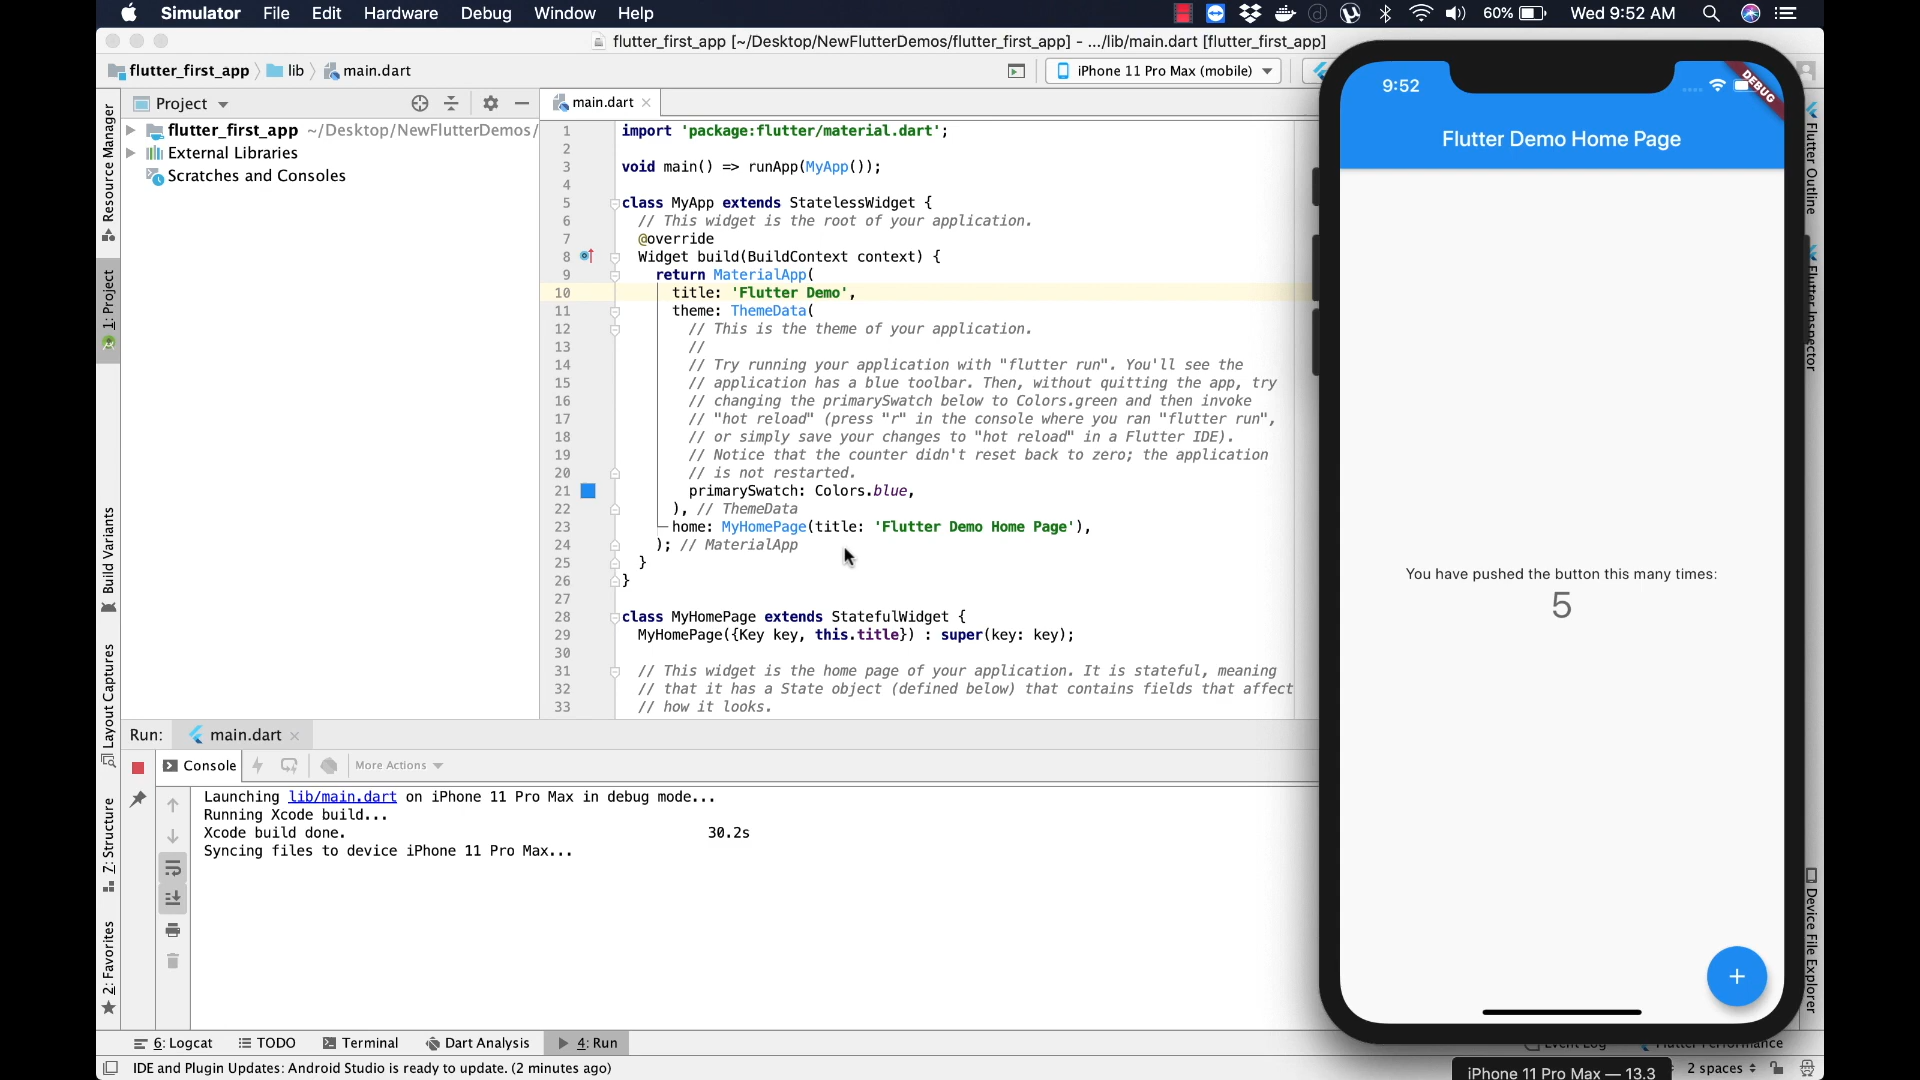 Simulator File Edit Hardware Debug Window Help 60% Wed 9:52 AM
flutter_first_app [~/Desktop/NewFlutterDemos/flutter_first_app] - .../lib/main.dart [flutter_first_app]
flutter_first_app lib main.dart iPhone 11 Pro Max (mobile)
Project
flutter_first_app ~/Desktop/NewFlutterDemos/
External Libraries
Scratches and Consoles
Resource Manager
1: Project
Build Variants
Layout Captures
Z: Structure
2: Favorites
main.dart
1 import 'package:flutter/material.dart';
2
3 void main() => runApp(MyApp());
4
5 class MyApp extends StatelessWidget {
6 // This widget is the root of your application.
7 @override
8 Widget build(BuildContext context) {
9 return MaterialApp(
10 title: 'Flutter Demo',
11 theme: ThemeData(
12 // This is the theme of your application.
13 //
14 // Try running your application with "flutter run". You'll see the
15 // application has a blue toolbar. Then, without quitting the app, try
16 // changing the primarySwatch below to Colors.green and then invoke
17 // "hot reload" (press "r" in the console where you ran "flutter run",
18 // or simply save your changes to "hot reload" in a Flutter IDE).
19 // Notice that the counter didn't reset back to zero; the application
20 // is not restarted.
21 primarySwatch: Colors.blue,
22 ), // ThemeData
23 home: MyHomePage(title: 'Flutter Demo Home Page'),
24 ); // MaterialApp
25 }
26 }
27
28 class MyHomePage extends StatefulWidget {
29 MyHomePage({Key key, this.title}) : super(key: key);
30
31 // This widget is the home page of your application. It is stateful, meaning
32 // that it has a State object (defined below) that contains fields that affect
33 // how it looks.
9:52
DEBUG
Flutter Demo Home Page
You have pushed the button this many times:
5
Flutter Outline
Flutter Inspector
Device File Explorer
Run: main.dart
Console More Actions
Launching lib/main.dart on iPhone 11 Pro Max in debug mode...
Running Xcode build...
Xcode build done. 30.2s
Syncing files to device iPhone 11 Pro Max...
6: Logcat TODO Terminal Dart Analysis 4: Run Event Log Flutter Performance
IDE and Plugin Updates: Android Studio is ready to update. (2 minutes ago)
iPhone 11 Pro Max — 13.3
2 spaces